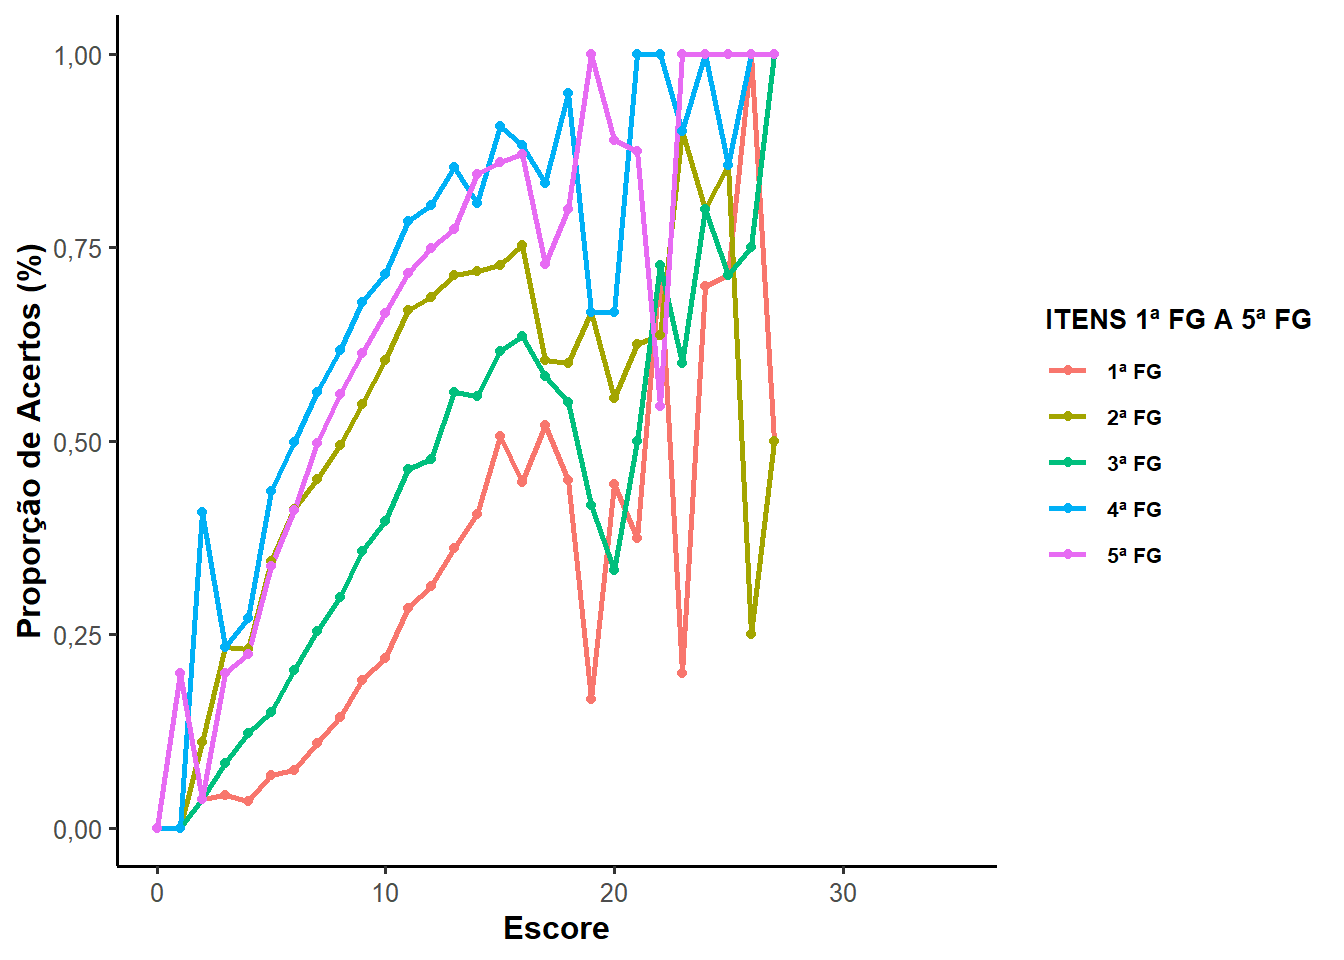 1,00
0,75
0,50
0,25
0,00
Proporção de Acertos (%)
0
10
20
30
Escore
ITENS 1ª FG A 5ª FG
1ª FG
2ª FG
3ª FG
4ª FG
5ª FG